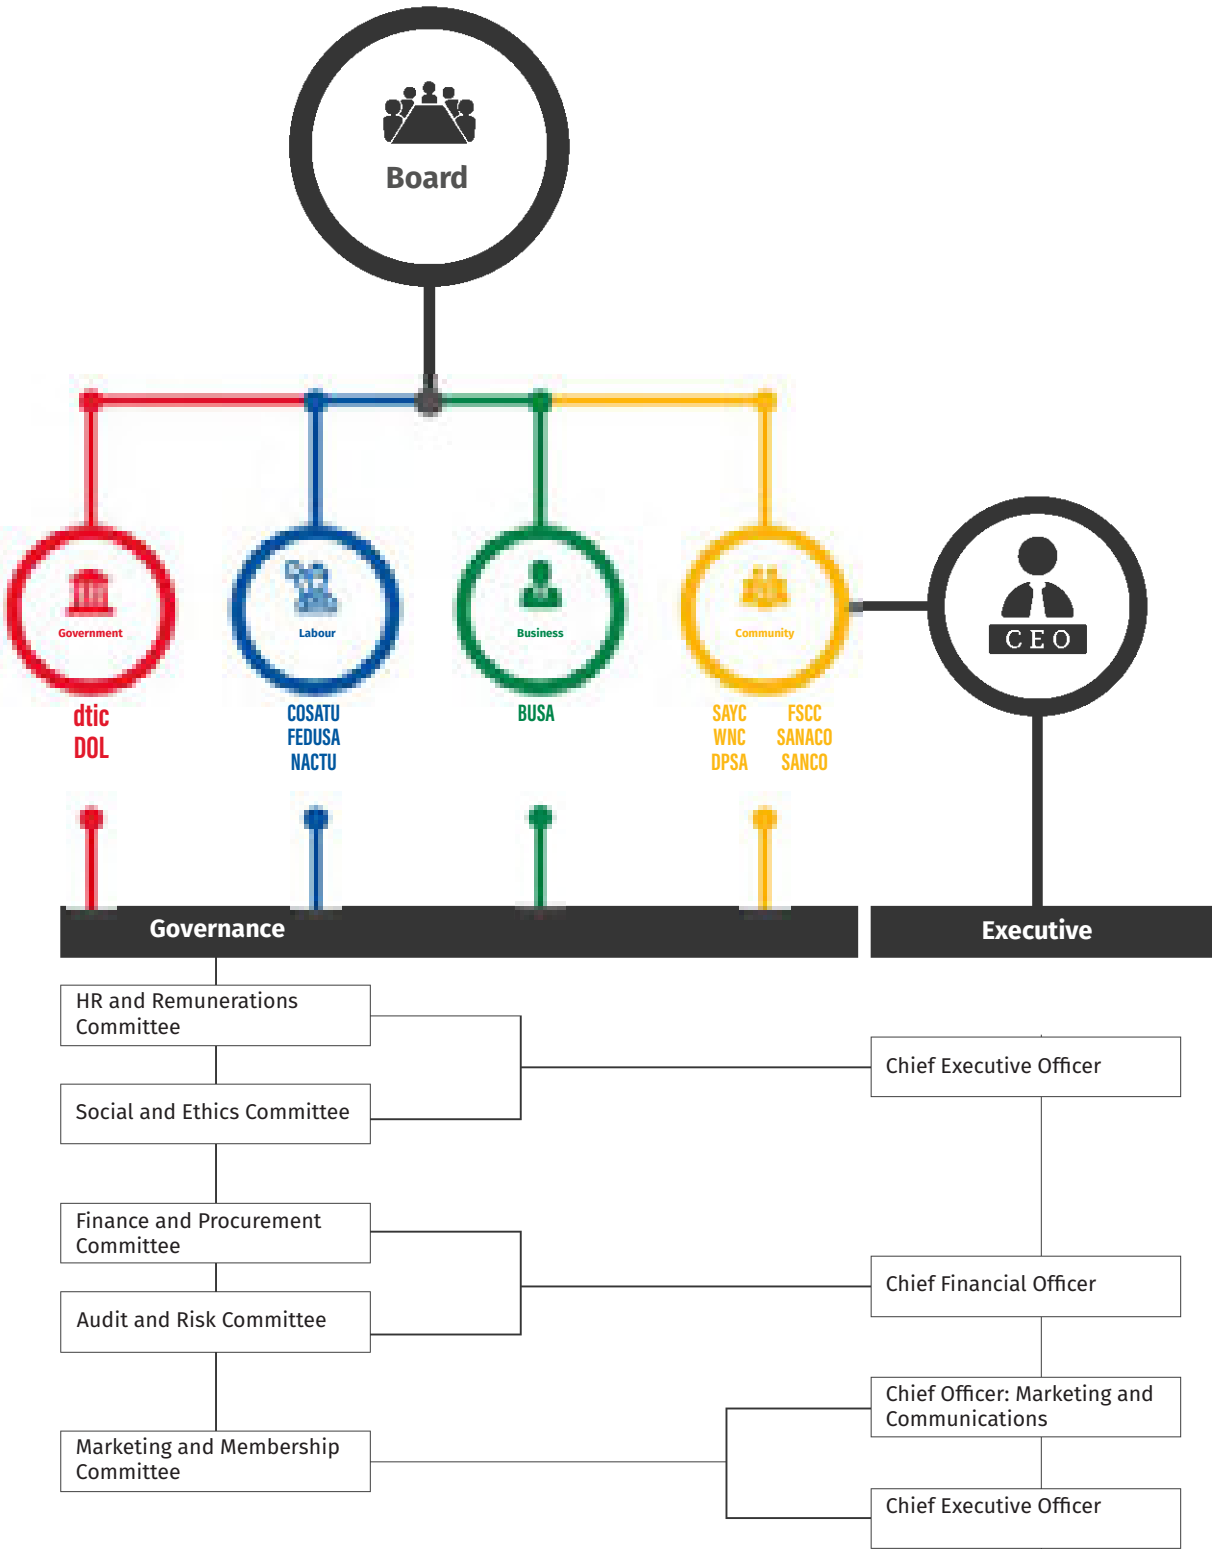 Board
Government
Labour
Business
Community
CEO
dtic
DOL
COSATU
FEDUSA
NACTU
BUSA
SAYC
WNC
DPSA
FSCC
SANACO
SANCO
Governance
Executive
HR and Remunerations
Committee
Social and Ethics Committee
Finance and Procurement
Committee
Audit and Risk Committee
Marketing and Membership
Committee
Chief Executive Officer
Chief Financial Officer
Chief Officer: Marketing and
Communications
Chief Executive Officer